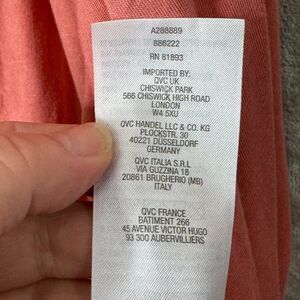 A288889
886222
RN 81893
IMPORTED BY:
QVC UK
CHISWICK PARK
566 CHISWICK HIGH ROAD
LONDON
W4 5XU
QVC HANDEL LLC & CO. KG
PLOCKSTR. 30
40221 DÜSSELDORF
GERMANY
QVC ITALIA S.R.L
VIA GUZZINA 18
20861 BRUGHERIO (MB)
ITALY
QVC FRANCE
BATIMENT 266
45 AVENUE VICTOR HUGO
93 300 AUBERVILLIERS